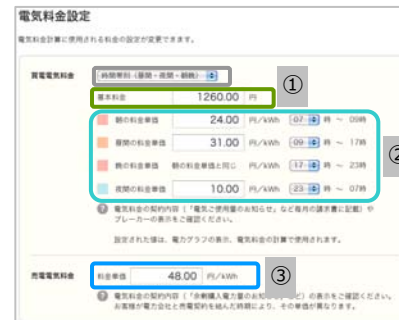 電気料金設定
電気料金計算に使用される料金の設定が変更できます。
買電電気料金 時間帯別（昼間・夜間・朝晩）
①
基本料金 1260.00 円
②
朝の料金単価 24.00 円/kWh 07 時 ～ 09時
昼間の料金単価 31.00 円/kWh 09 時 ～ 17時
晩の料金単価 朝の料金単価と同じ 円/kWh 17 時 ～ 23時
夜間の料金単価 10.00 円/kWh 23 時 ～ 07時
? 電気料金の契約内容（「電気ご使用量のお知らせ」など毎月の請求書に記載）や
ブレーカーの表示をご確認ください。
設定された値は、電力グラフの表示、電気料金の計算で使用されます。
売電電気料金 料金単価 48.00 円/kWh
③
? 電気料金の契約内容（「余剰購入電力量のお知らせ」など）の表示をご確認ください。
お客様が電力会社と売電契約を結んだ時期により、その単価が異なります。